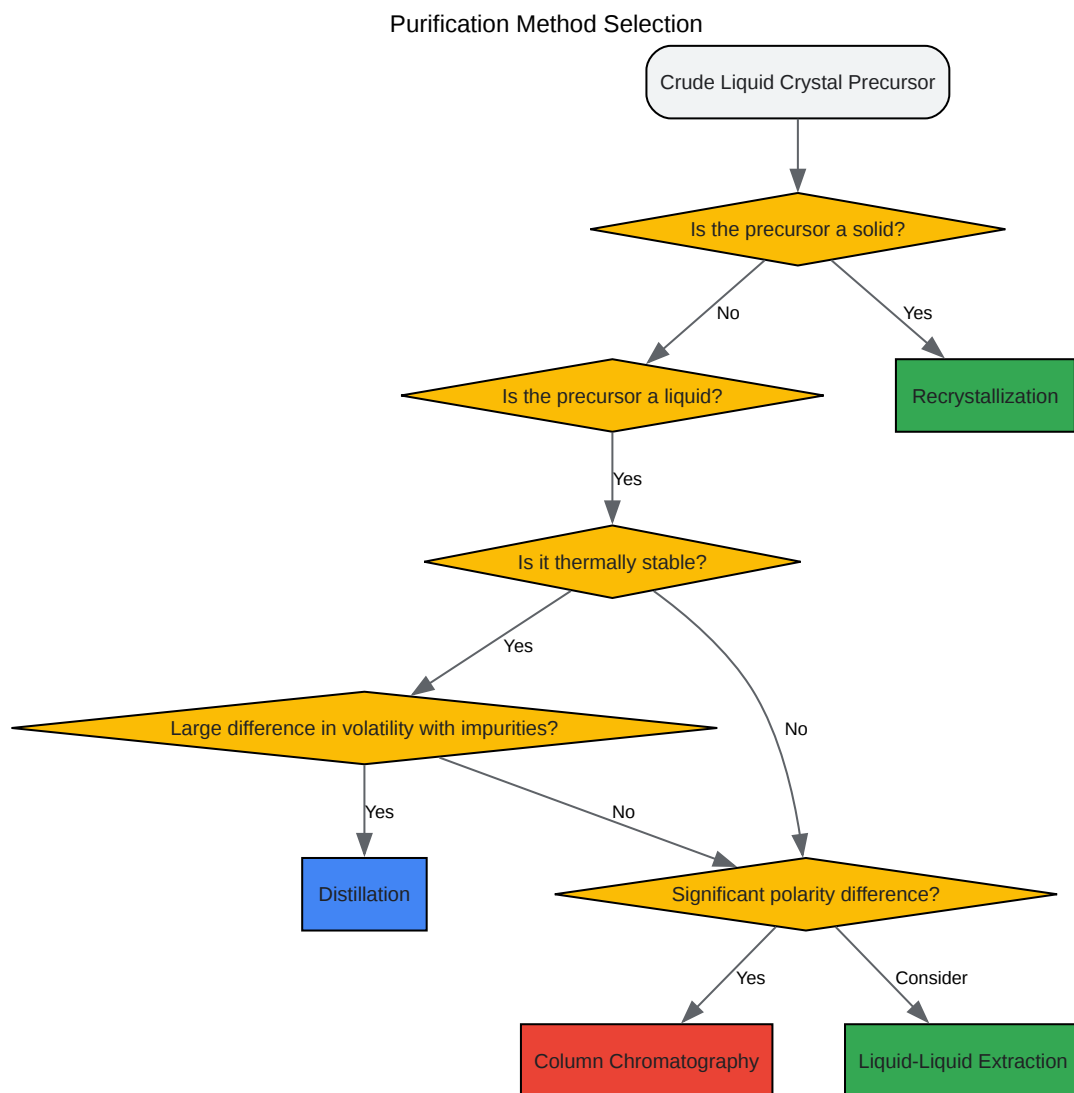 Purification Method Selection
Crude Liquid Crystal Precursor
Is the precursor a solid?
No
Yes
Is the precursor a liquid?
Recrystallization
Yes
Is it thermally stable?
Yes
No
Large difference in volatility with impurities?
Yes
No
Distillation
Significant polarity difference?
Yes
Consider
Column Chromatography
Liquid-Liquid Extraction